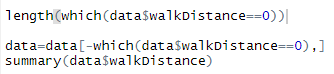 length(which(data$walkDistance==0))
data=data[-which(data$walkDistance==0),]
summary(data$walkDistance)